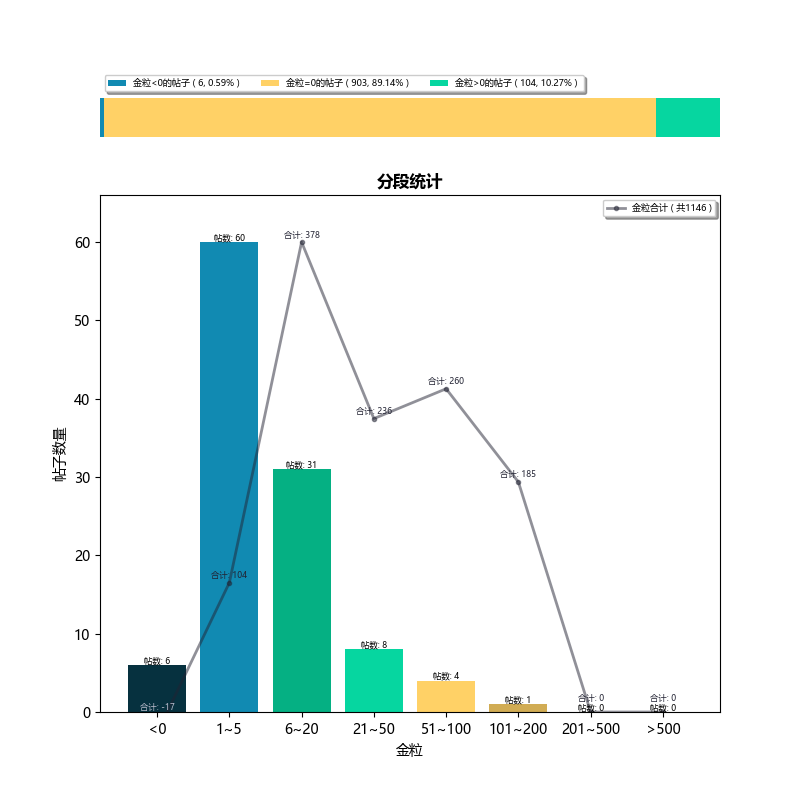 金粒<0的帖子 ( 6, 0.59% )
金粒=0的帖子 ( 903, 89.14% )
金粒>0的帖子 ( 104, 10.27% )
分段统计
金粒合计 ( 共1146 )
帖子数量
60
50
40
30
20
10
0
帖数: 6
帖数: 60
帖数: 31
帖数: 8
帖数: 4
帖数: 1
帖数: 0
帖数: 0
合计: -17
合计: 104
合计: 378
合计: 236
合计: 260
合计: 185
合计: 0
合计: 0
<0
1~5
6~20
21~50
51~100
101~200
201~500
>500
金粒